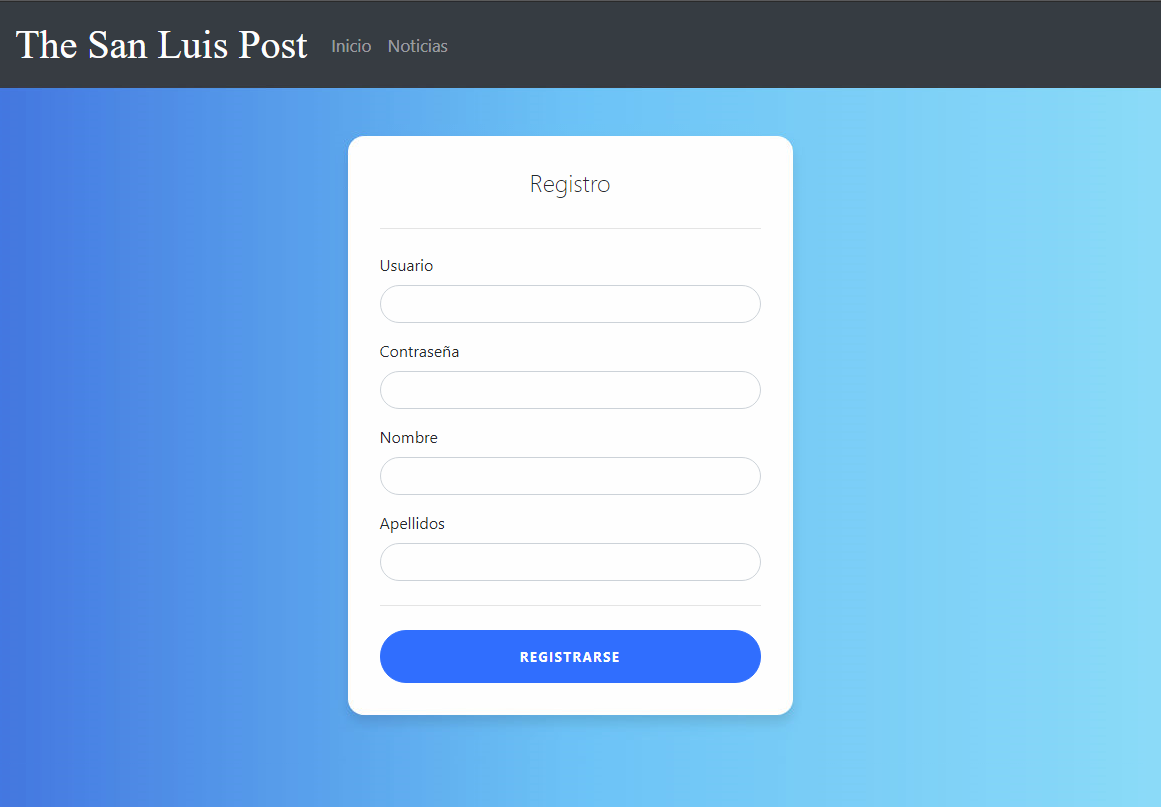 The San Luis Post Inicio Noticias
Registro
Usuario
Contraseña
Nombre
Apellidos
REGISTRARSE